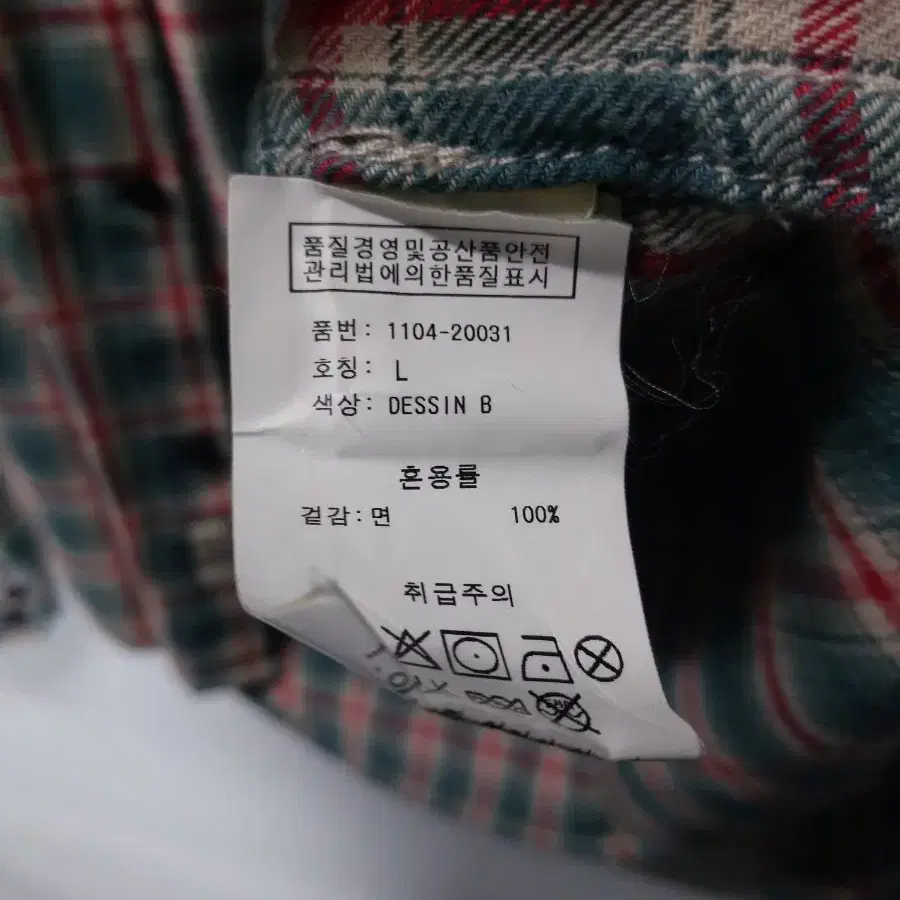 품질경영및공산품안전
관리법에의한품질표시
품번: 1104-20031
호칭: L
색상: DESSIN B
혼용률
겉감:면 100%
취급주의